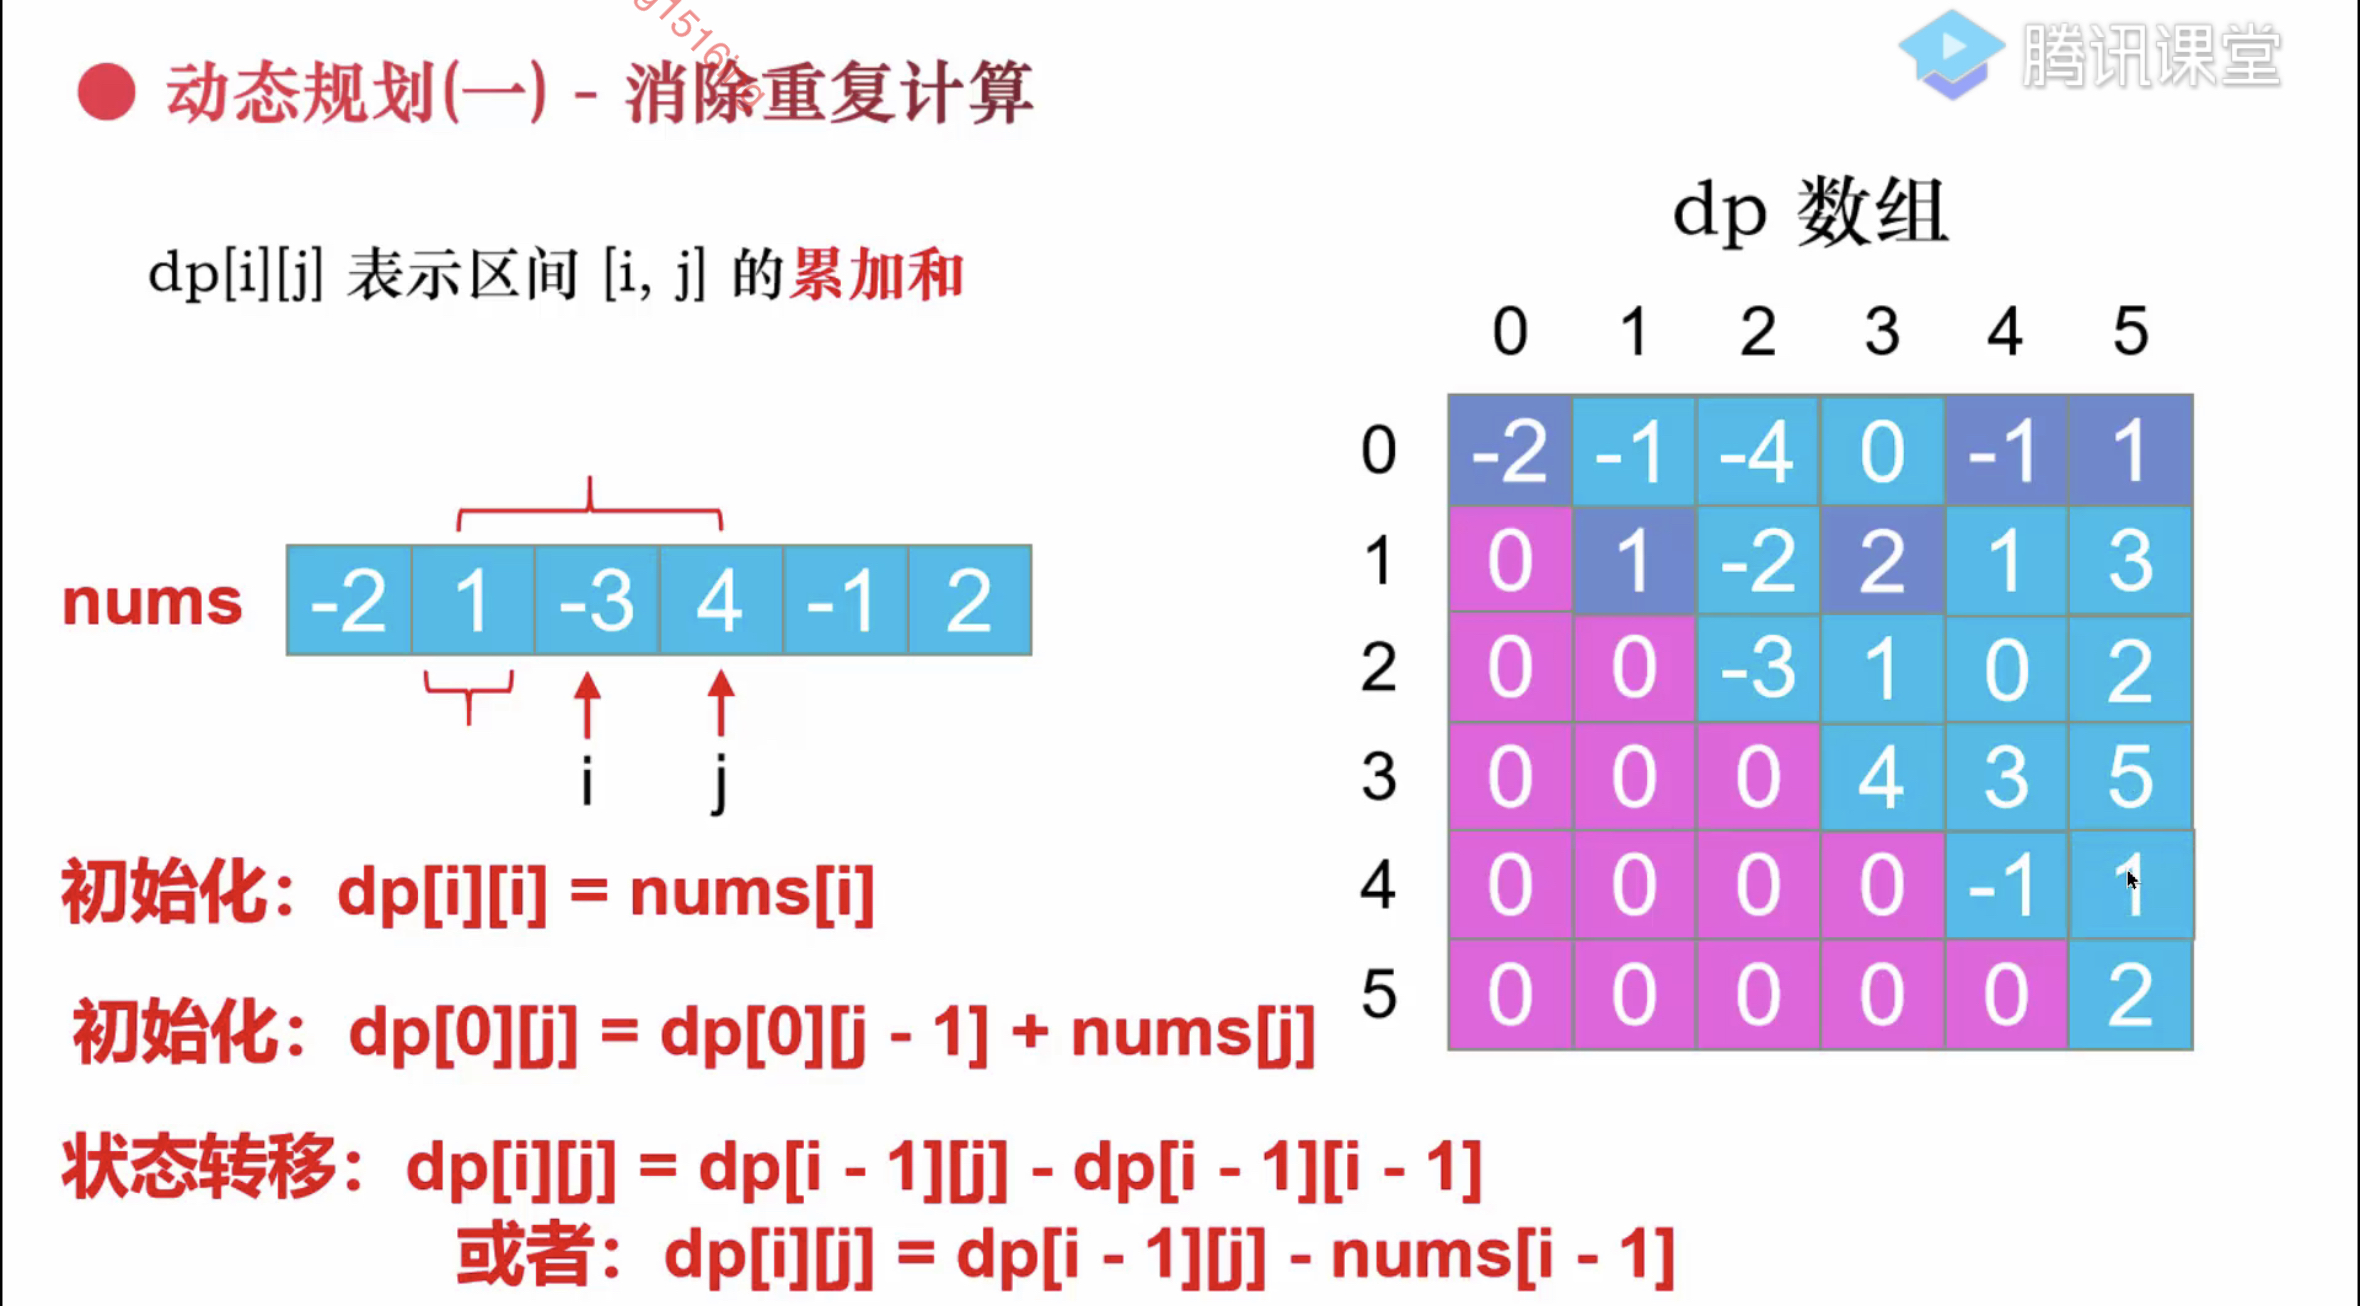 动态规划(一) - 消除重复计算
腾讯课堂
dp[i][j] 表示区间 [i, j] 的累加和
nums -2 1 -3 4 -1 2
i j
初始化：dp[i][i] = nums[i]
初始化：dp[0][j] = dp[0][j - 1] + nums[j]
状态转移：dp[i][j] = dp[i - 1][j] - dp[i - 1][i - 1]
或者：dp[i][j] = dp[i - 1][j] - nums[i - 1]
dp 数组
0 1 2 3 4 5
0 -2 -1 -4 0 -1 1
1 0 1 -2 2 1 3
2 0 0 -3 1 0 2
3 0 0 0 4 3 5
4 0 0 0 0 -1 1
5 0 0 0 0 0 2